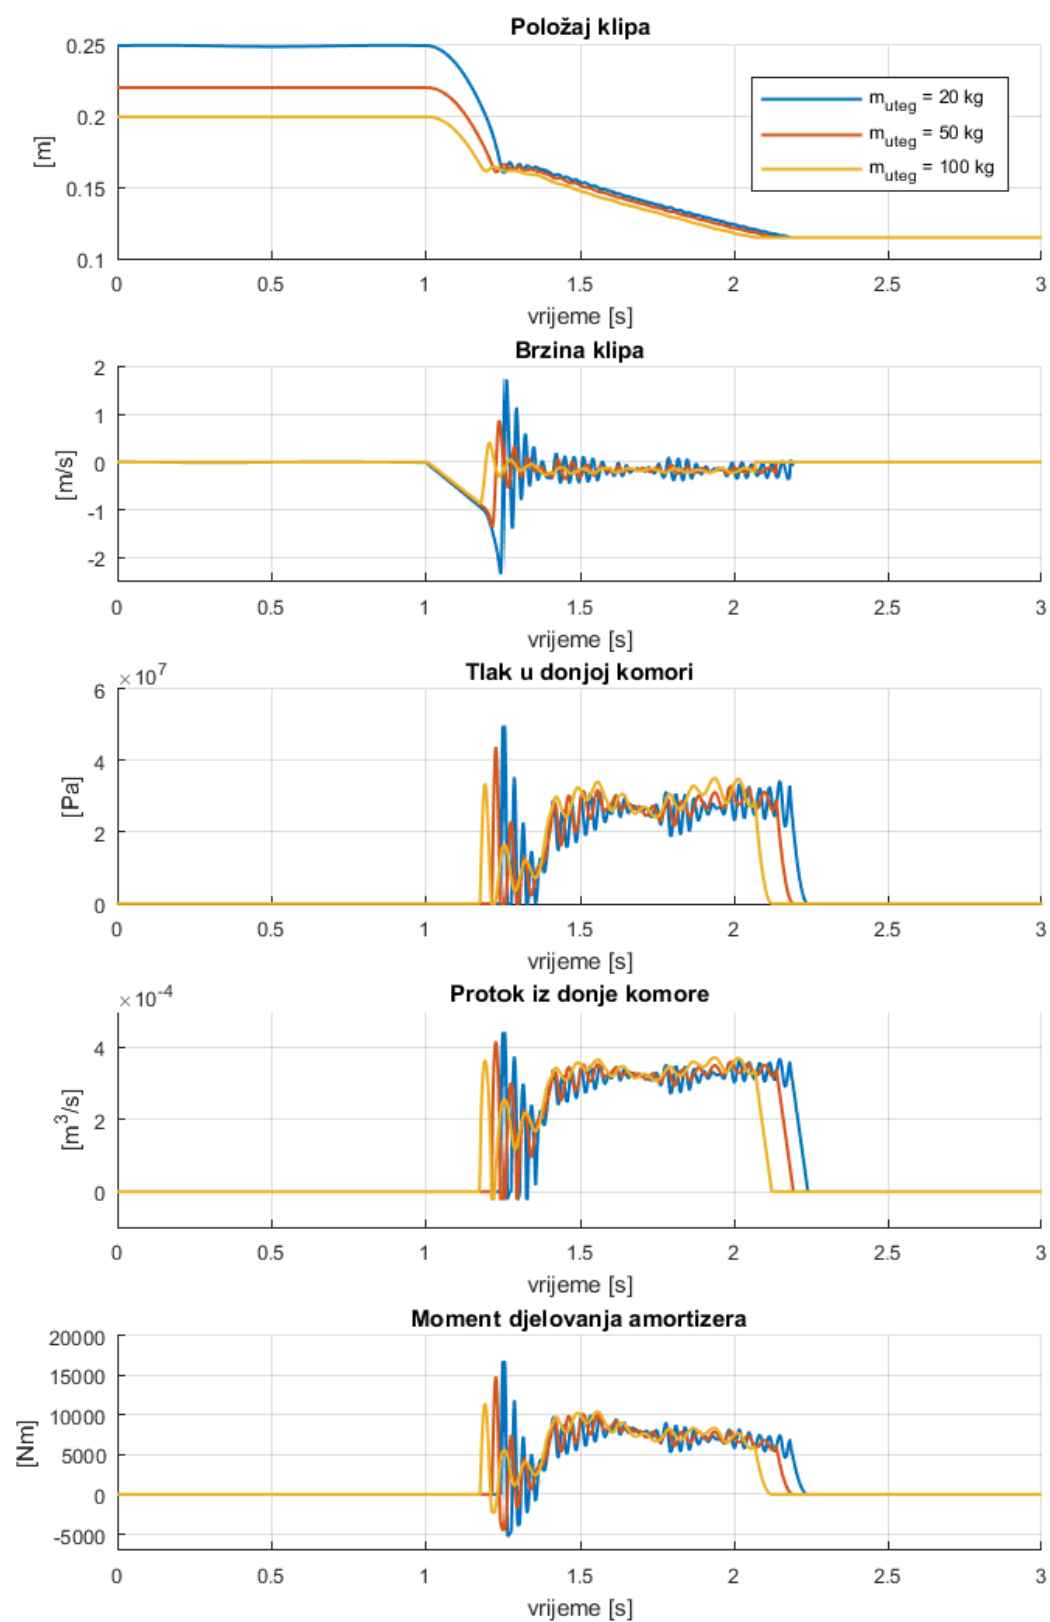 Položaj klipa
0.25
0.2
0.15
0.1
[m]
m_uteg = 20 kg
m_uteg = 50 kg
m_uteg = 100 kg
0 0.5 1 1.5 2 2.5 3
vrijeme [s]
Brzina klipa
2
1
0
-1
-2
[m/s]
0 0.5 1 1.5 2 2.5 3
vrijeme [s]
×10^7
Tlak u donjoj komori
6
4
2
0
[Pa]
0 0.5 1 1.5 2 2.5 3
vrijeme [s]
×10^-4
Protok iz donje komore
4
2
0
[m^3/s]
0 0.5 1 1.5 2 2.5 3
vrijeme [s]
Moment djelovanja amortizera
20000
15000
10000
5000
0
-5000
[Nm]
0 0.5 1 1.5 2 2.5 3
vrijeme [s]